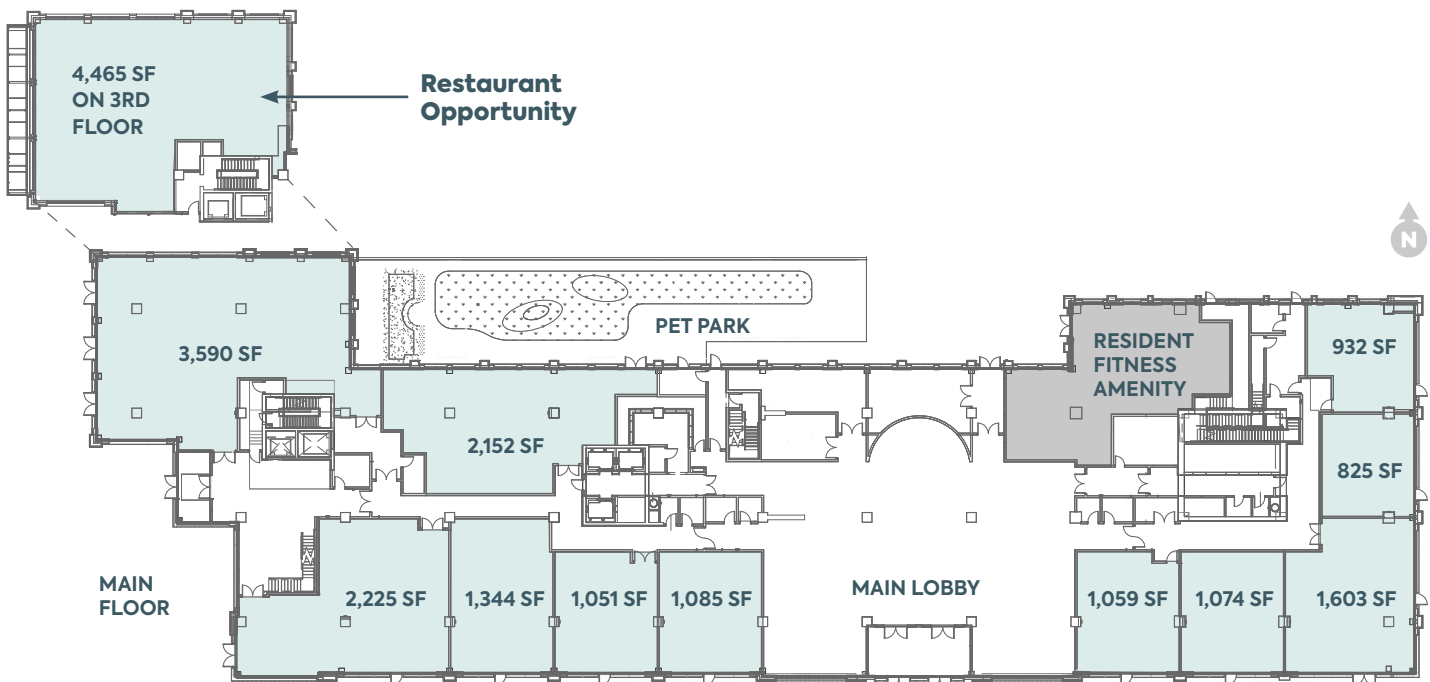 4,465 SF
ON 3RD
FLOOR
Restaurant
Opportunity
N
3,590 SF
PET PARK
RESIDENT
FITNESS
AMENITY
932 SF
2,152 SF
825 SF
MAIN
FLOOR
2,225 SF
1,344 SF
1,051 SF
1,085 SF
MAIN LOBBY
1,059 SF
1,074 SF
1,603 SF